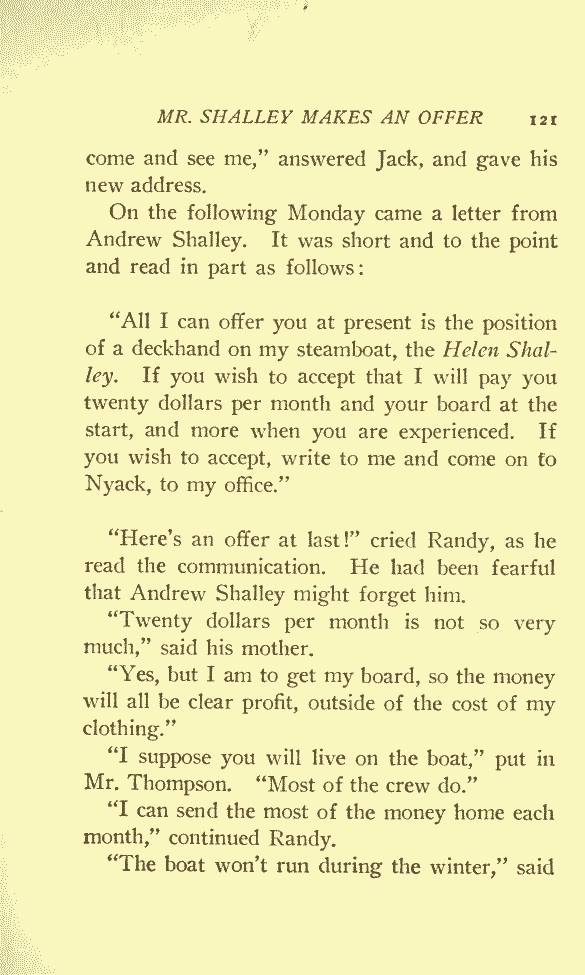 MR. SHALLEY MAKES AN OFFER 121
come and see me,” answered Jack, and gave his
new address.
On the following Monday came a letter from
Andrew Shalley. It was short and to the point
and read in part as follows:
“All I can offer you at present is the position
of a deckhand on my steamboat, the Helen Shal-
ley. If you wish to accept that I will pay you
twenty dollars per month and your board at the
start, and more when you are experienced. If
you wish to accept, write to me and come on to
Nyack, to my office.”
“Here’s an offer at last!” cried Randy, as he
read the communication. He had been fearful
that Andrew Shalley might forget him.
“Twenty dollars per month is not so very
much,” said his mother.
“Yes, but I am to get my board, so the money
will all be clear profit, outside of the cost of my
clothing.”
“I suppose you will live on the boat,” put in
Mr. Thompson. “Most of the crew do.”
“I can send the most of the money home each
month,” continued Randy.
“The boat won’t run during the winter,” said